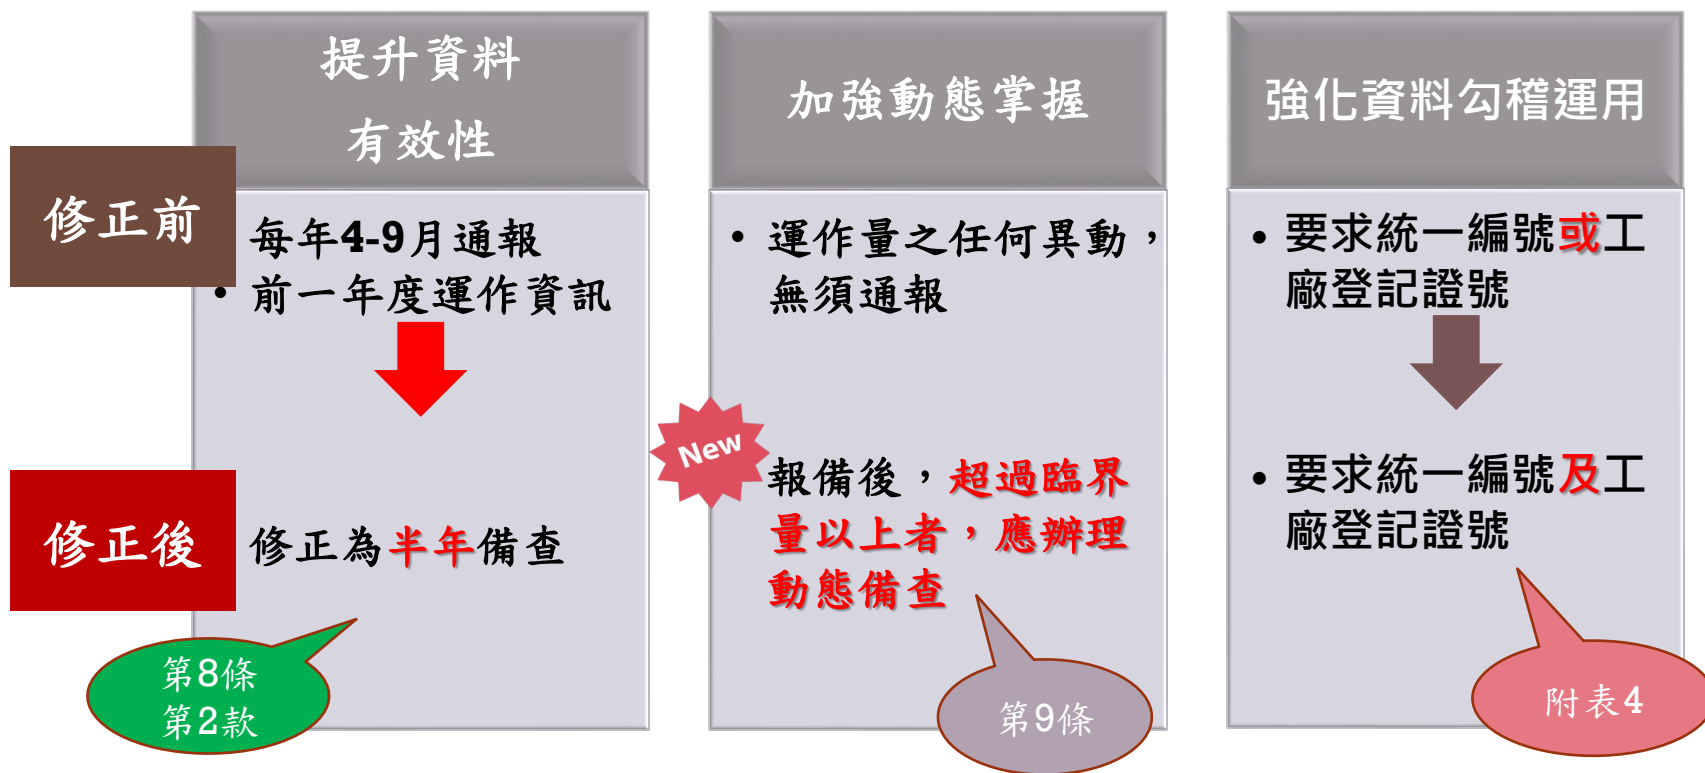 提升資料
有效性
加強動態掌握
強化資料勾稽運用
修正前
每年4-9月通報
• 前一年度運作資訊
• 運作量之任何異動，
無須通報
• 要求統一編號或工
廠登記證號
修正後
修正為半年備查
New
報備後，超過臨界
量以上者，應辦理
動態備查
• 要求統一編號及工
廠登記證號
第8條
第2款
第9條
附表4